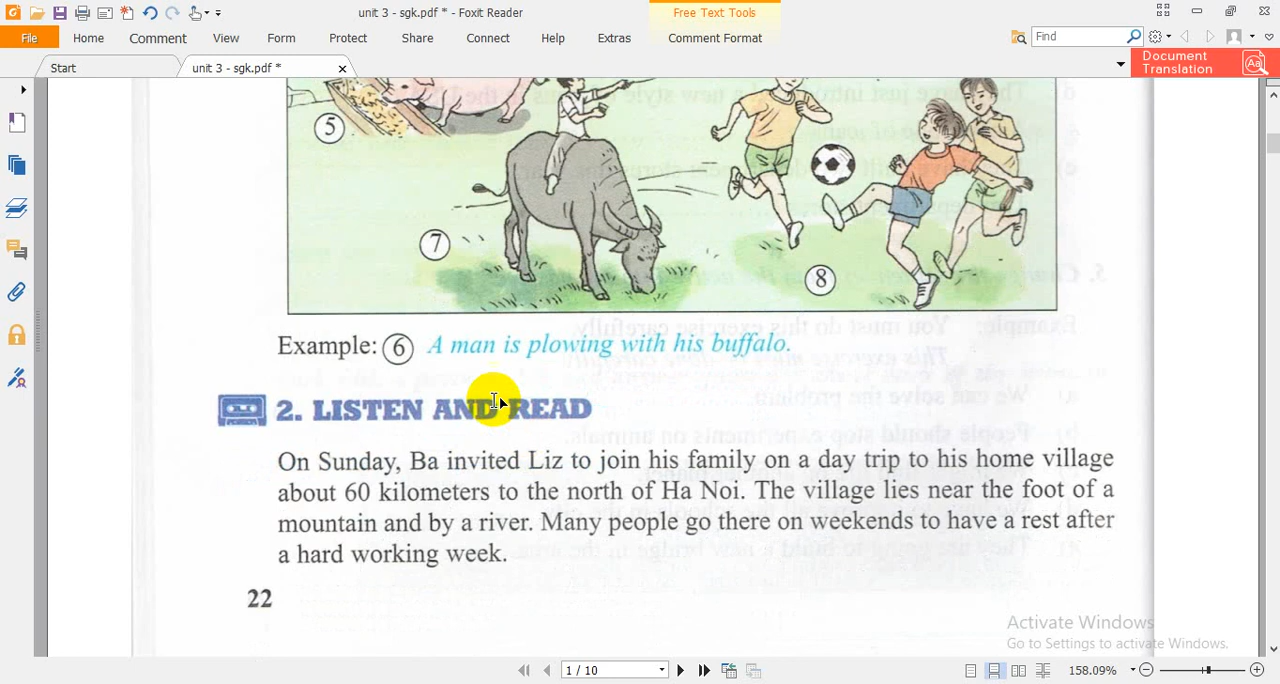 unit 3 - sgk.pdf * - Foxit Reader
Free Text Tools
File Home Comment View Form Protect Share Connect Help Extras Comment Format
Find
Start unit 3 - sgk.pdf *
Document
Translation
5
7
8
Example: 6 A man is plowing with his buffalo.
2. LISTEN AND READ
On Sunday, Ba invited Liz to join his family on a day trip to his home village
about 60 kilometers to the north of Ha Noi. The village lies near the foot of a
mountain and by a river. Many people go there on weekends to have a rest after
a hard working week.
22
Activate Windows
Go to Settings to activate Windows.
1 / 10
158.09%